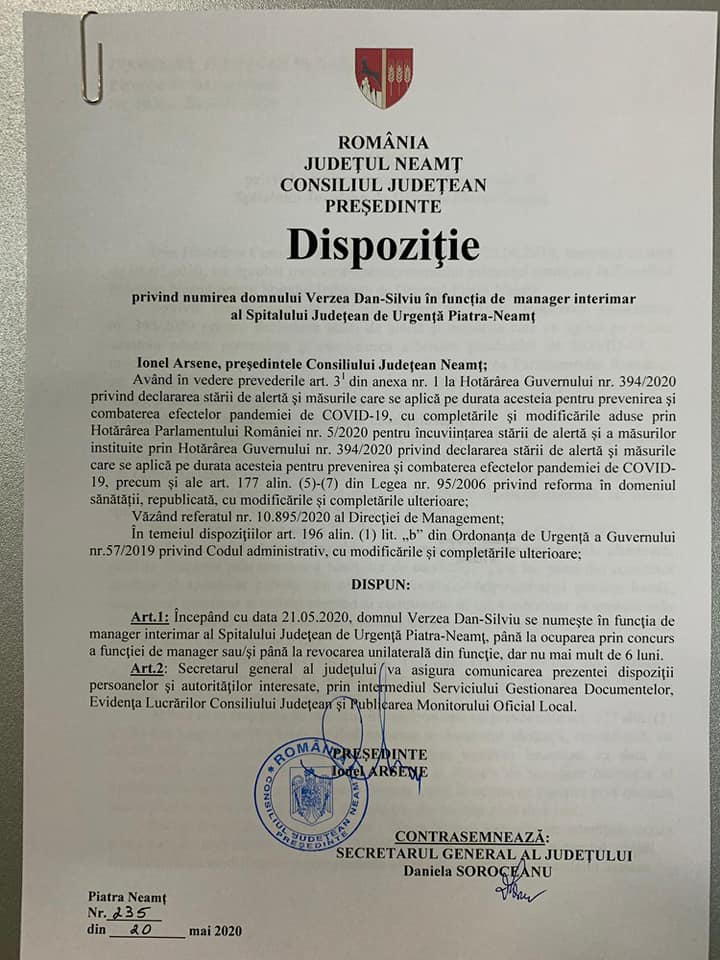 ROMÂNIA
JUDEŢUL NEAMŢ
CONSILIUL JUDEŢEAN
PREŞEDINTE
Dispoziţie
privind numirea domnului Verzea Dan-Silviu în funcția de manager interimar
al Spitalului Județean de Urgență Piatra-Neamț
Ionel Arsene, preşedintele Consiliului Judeţean Neamţ;
Având în vedere prevederile art. 3¹ din anexa nr. 1 la Hotărârea Guvernului nr. 394/2020
privind declararea stării de alertă şi măsurile care se aplică pe durata acesteia pentru prevenirea şi
combaterea efectelor pandemiei de COVID-19, cu completările şi modificările aduse prin
Hotărârea Parlamentului României nr. 5/2020 pentru încuviinţarea stării de alertă şi a măsurilor
instituite prin Hotărârea Guvernului nr. 394/2020 privind declararea stării de alertă şi măsurile
care se aplică pe durata acesteia pentru prevenirea şi combaterea efectelor pandemiei de COVID-
19, precum şi ale art. 177 alin. (5)-(7) din Legea nr. 95/2006 privind reforma în domeniul
sănătăţii, republicată, cu modificările şi completările ulterioare;
Văzând referatul nr. 10.895/2020 al Direcţiei de Management;
În temeiul dispoziţiilor art. 196 alin. (1) lit. „b” din Ordonanţa de Urgenţă a Guvernului
nr.57/2019 privind Codul administrativ, cu modificările și completările ulterioare;
DISPUN:
Art.1: Începând cu data 21.05.2020, domnul Verzea Dan-Silviu se numeşte în funcţia de
manager interimar al Spitalului Judeţean de Urgenţă Piatra-Neamţ, până la ocuparea prin concurs
a funcţiei de manager sau/şi până la revocarea unilaterală din funcţie, dar nu mai mult de 6 luni.
Art.2: Secretarul general al judeţului va asigura comunicarea prezentei dispoziţii
persoanelor şi autorităţilor interesate, prin intermediul Serviciului Gestionarea Documentelor,
Evidenţa Lucrărilor Consiliului Judeţean şi Publicarea Monitorului Oficial Local.
PREŞEDINTE
Ionel ARSENE
ROMÂNIA
CONSILIUL JUDEŢEAN NEAMŢ
PREŞEDINTE
CONTRASEMNEAZĂ:
SECRETARUL GENERAL AL JUDEŢULUI
Daniela SOROCEANU
Piatra Neamţ
Nr. 235
din 20 mai 2020